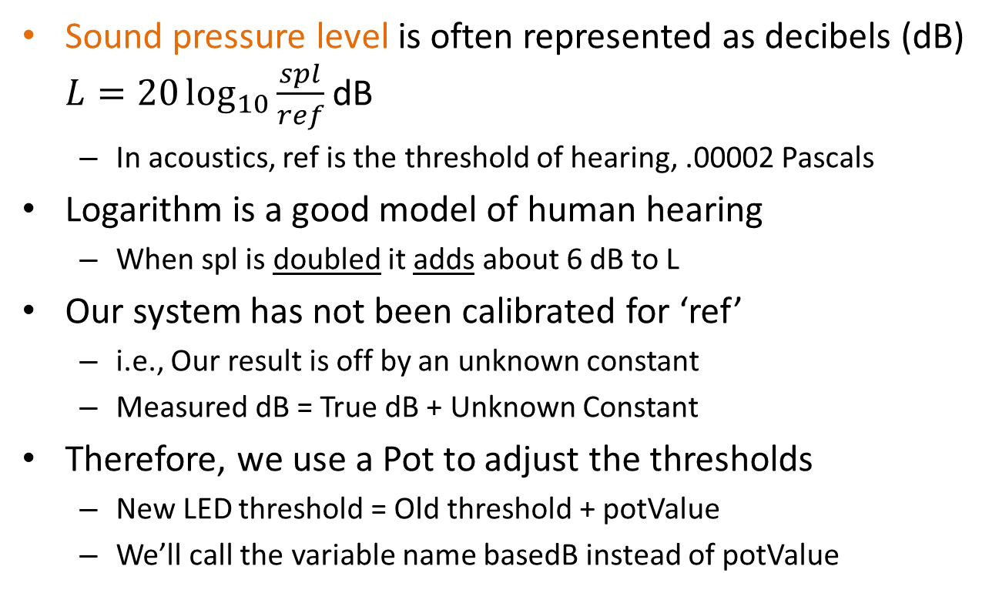 • Sound pressure level is often represented as decibels (dB)
L = 20 log₁₀ spl/ref dB
– In acoustics, ref is the threshold of hearing, .00002 Pascals
• Logarithm is a good model of human hearing
– When spl is doubled it adds about 6 dB to L
• Our system has not been calibrated for ‘ref’
– i.e., Our result is off by an unknown constant
– Measured dB = True dB + Unknown Constant
• Therefore, we use a Pot to adjust the thresholds
– New LED threshold = Old threshold + potValue
– We’ll call the variable name basedB instead of potValue